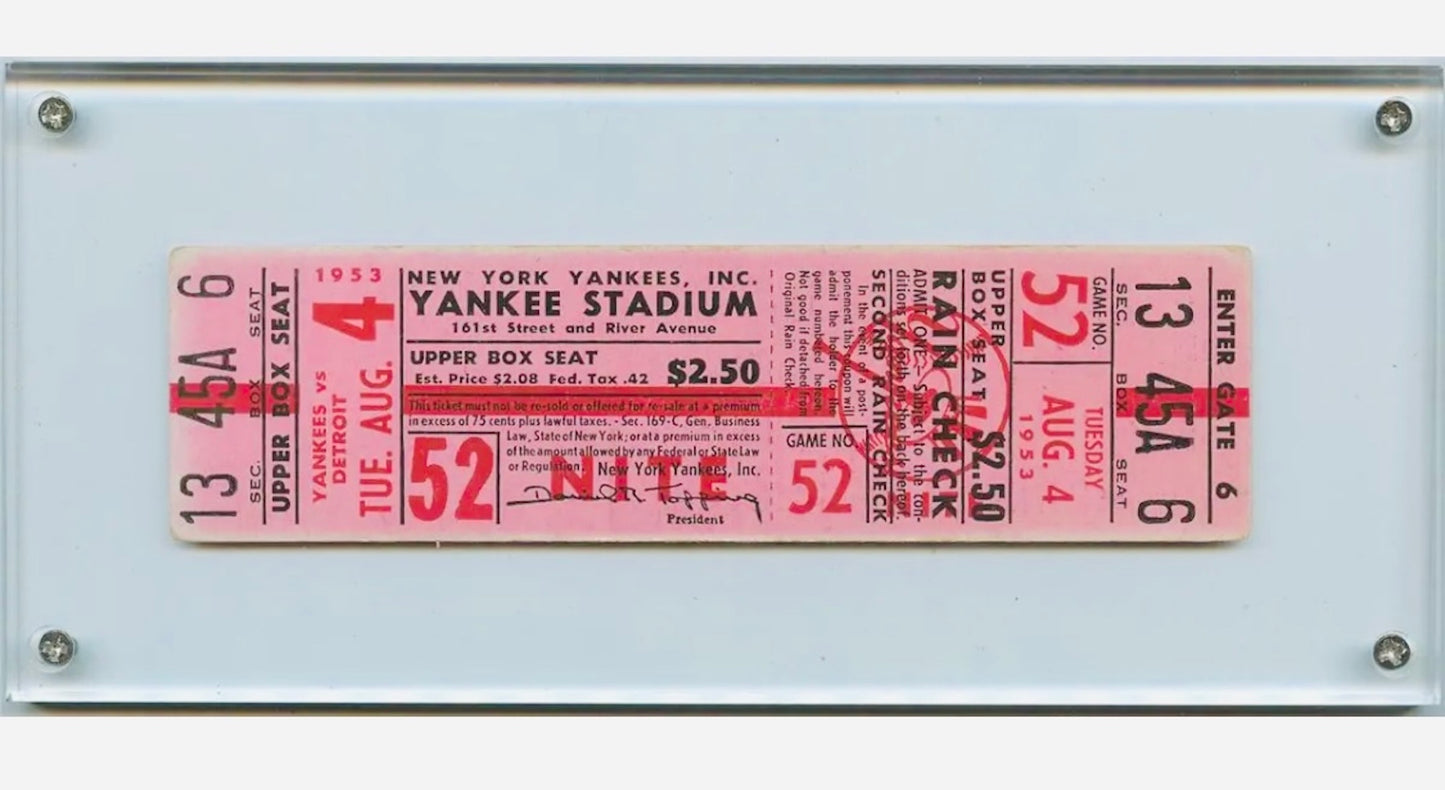 13 45A 6
SEC. BOX SEAT
UPPER BOX SEAT
1953
YANKEES VS
DETROIT
TUE. AUG. 4
NEW YORK YANKEES, INC.
YANKEE STADIUM
161st Street and River Avenue
UPPER BOX SEAT
Est. Price $2.08 Fed. Tax .42 $2.50
This ticket must not be re-sold or offered for re-sale at a premium
in excess of 75 cents plus lawful taxes. - Sec. 169-C, Gen. Business
Law, State of New York; or at a premium in excess
of the amount allowed by any Federal or State Law
or Regulation. New York Yankees, Inc.
52
NITE
Daniel R Topping
President
Original Rain Check
Not good if detached from
game numbered hereon.
admit the holder to the
ponement this coupon will
In the event of a post-
SECOND RAIN CHECK
GAME NO.
52
RAIN CHECK
ADMIT ONE — Subject to the con-
ditions set forth on the back hereof.
UPPER
BOX SEAT $2.50
GAME NO.
52
TUESDAY
AUG. 4
1953
SEC. BOX SEAT
13 45A 6
ENTER GATE 6